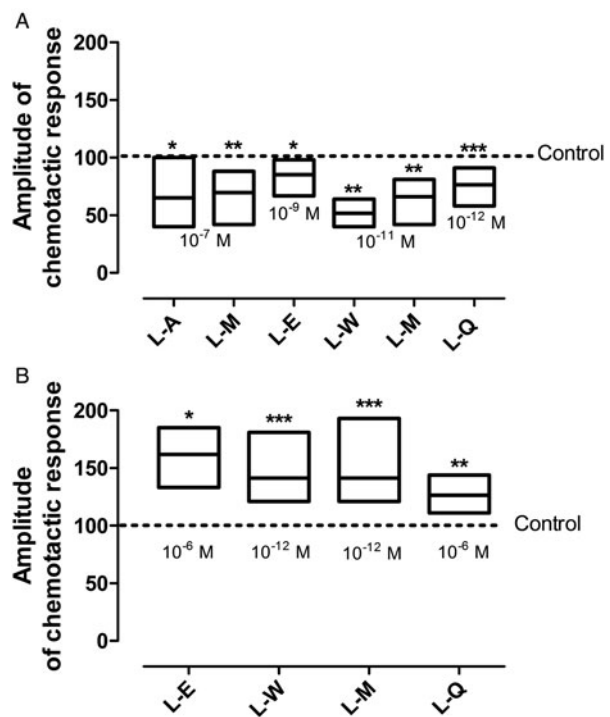 A
Amplitude of
chemotactic response
200
150
100
50
0
* ** * ** ** ***
Control
10⁻⁷ M 10⁻⁹ M 10⁻¹¹ M 10⁻¹² M
L-A L-M L-E L-W L-M L-Q
B
Amplitude
of chemotactic response
200
150
100
50
0
* *** *** **
Control
10⁻⁶ M 10⁻¹² M 10⁻¹² M 10⁻⁶ M
L-E L-W L-M L-Q